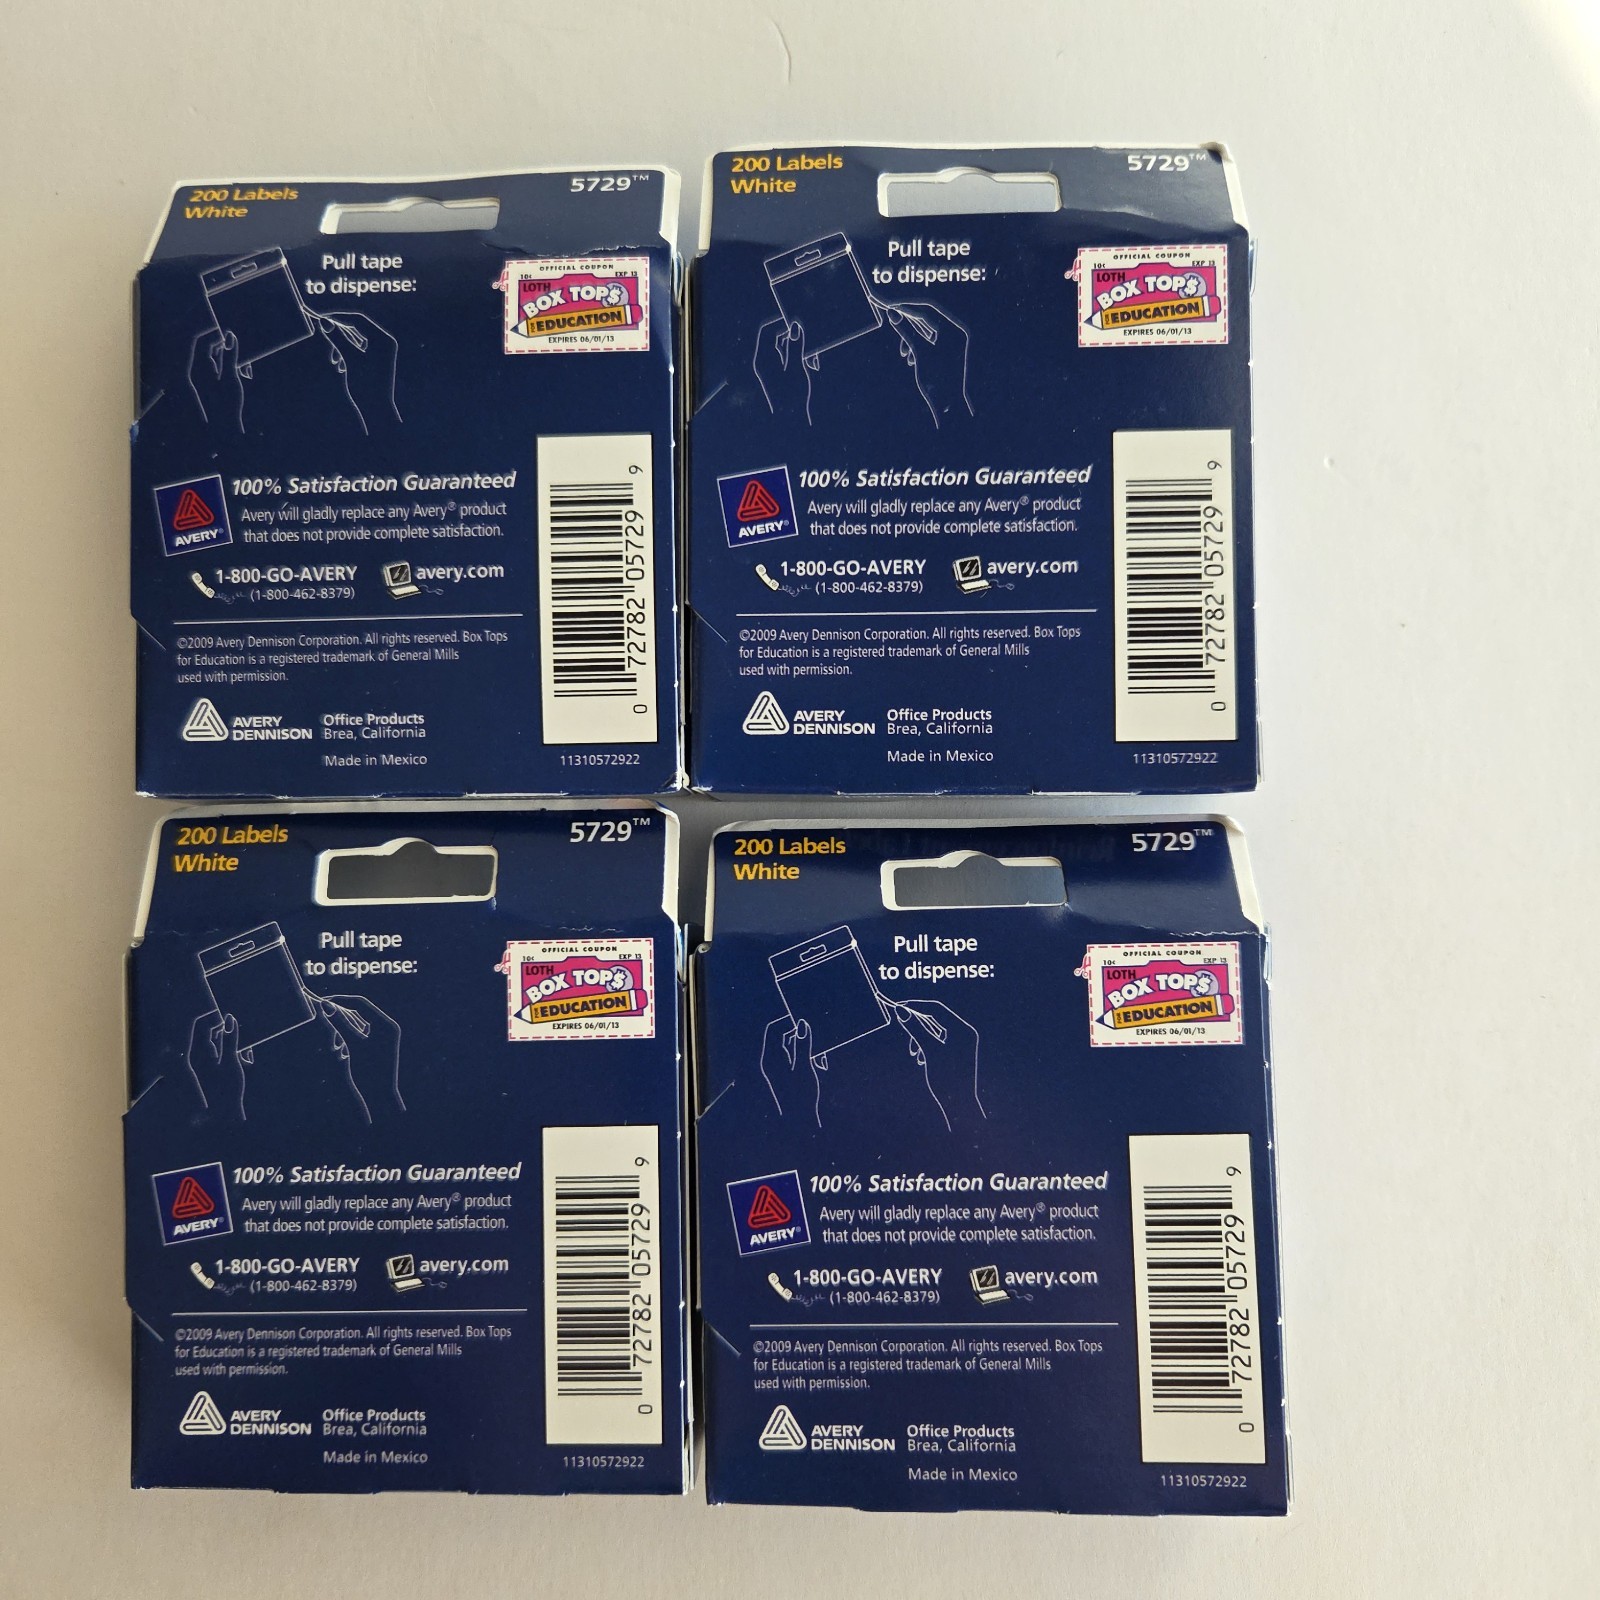 200 Labels
White
5729™
Pull tape
to dispense:
OFFICIAL COUPON
10¢ EXP 13
LOTH
BOX TOP$
FOR EDUCATION
EXPIRES 06/01/13
AVERY®
100% Satisfaction Guaranteed
Avery will gladly replace any Avery® product
that does not provide complete satisfaction.
1-800-GO-AVERY
(1-800-462-8379)
avery.com
©2009 Avery Dennison Corporation. All rights reserved. Box Tops
for Education is a registered trademark of General Mills
used with permission.
AVERY
DENNISON
Office Products
Brea, California
Made in Mexico
0 72782 05729 9
11310572922
200 Labels
White
5729™
Pull tape
to dispense:
OFFICIAL COUPON
10¢ EXP 13
LOTH
BOX TOP$
FOR EDUCATION
EXPIRES 06/01/13
AVERY®
100% Satisfaction Guaranteed
Avery will gladly replace any Avery® product
that does not provide complete satisfaction.
1-800-GO-AVERY
(1-800-462-8379)
avery.com
©2009 Avery Dennison Corporation. All rights reserved. Box Tops
for Education is a registered trademark of General Mills
used with permission.
AVERY
DENNISON
Office Products
Brea, California
Made in Mexico
0 72782 05729 9
11310572922
200 Labels
White
5729™
Pull tape
to dispense:
OFFICIAL COUPON
10¢ EXP 13
LOTH
BOX TOP$
FOR EDUCATION
EXPIRES 06/01/13
AVERY®
100% Satisfaction Guaranteed
Avery will gladly replace any Avery® product
that does not provide complete satisfaction.
1-800-GO-AVERY
(1-800-462-8379)
avery.com
©2009 Avery Dennison Corporation. All rights reserved. Box Tops
for Education is a registered trademark of General Mills
used with permission.
AVERY
DENNISON
Office Products
Brea, California
Made in Mexico
0 72782 05729 9
11310572922
200 Labels
White
5729™
Pull tape
to dispense:
OFFICIAL COUPON
10¢ EXP 13
LOTH
BOX TOP$
FOR EDUCATION
EXPIRES 06/01/13
AVERY®
100% Satisfaction Guaranteed
Avery will gladly replace any Avery® product
that does not provide complete satisfaction.
1-800-GO-AVERY
(1-800-462-8379)
avery.com
©2009 Avery Dennison Corporation. All rights reserved. Box Tops
for Education is a registered trademark of General Mills
used with permission.
AVERY
DENNISON
Office Products
Brea, California
Made in Mexico
0 72782 05729 9
11310572922